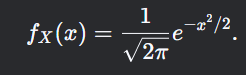 f_X(x) = \frac{1}{\sqrt{2\pi}} e^{-x^2/2}.